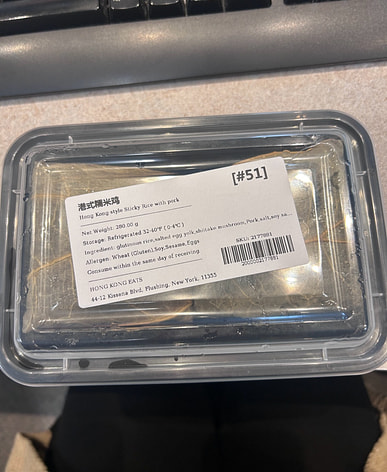 [#51]
港式糯米鸡
Hong Kong style Sticky Rice with pork
Net Weight: 280.00 g
Storage: Refrigerated 32-40°F ( 0-4°C)
Ingredient: glutinous rice,salted egg yolk,shiitake mushroom,Pork,salt,soy sa...
Allergen: Wheat (Gluten),Soy,Sesame,Eggs
Consume within the same day of receiving.
SKU: 2177881
2000002177881
HONG KONG EATS
44-12 Kissena Blvd, Flushing, New York, 11355